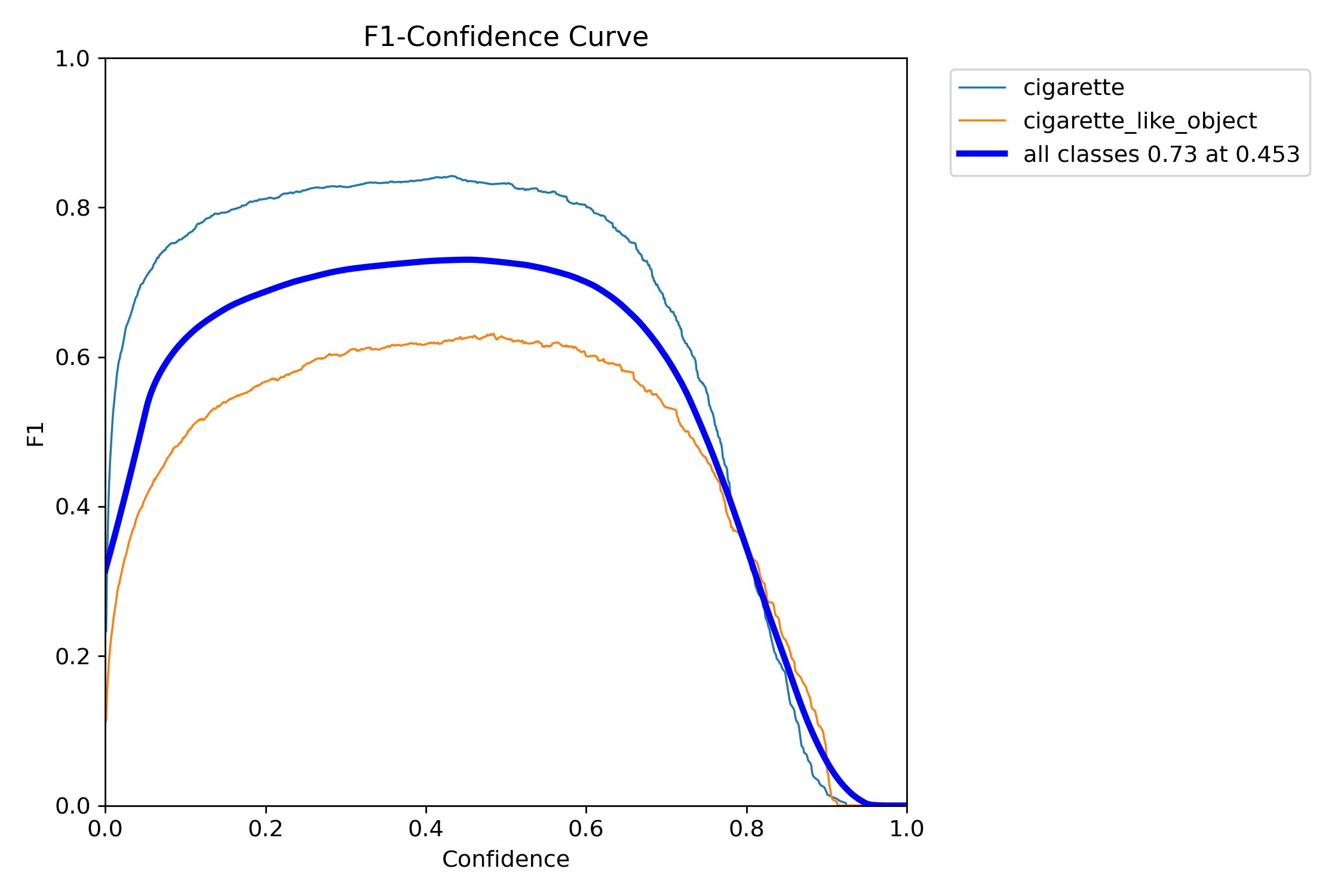 F1-Confidence Curve
1.0
0.8
0.6
0.4
0.2
0.0
F1
0.0 0.2 0.4 0.6 0.8 1.0
Confidence
cigarette
cigarette_like_object
all classes 0.73 at 0.453